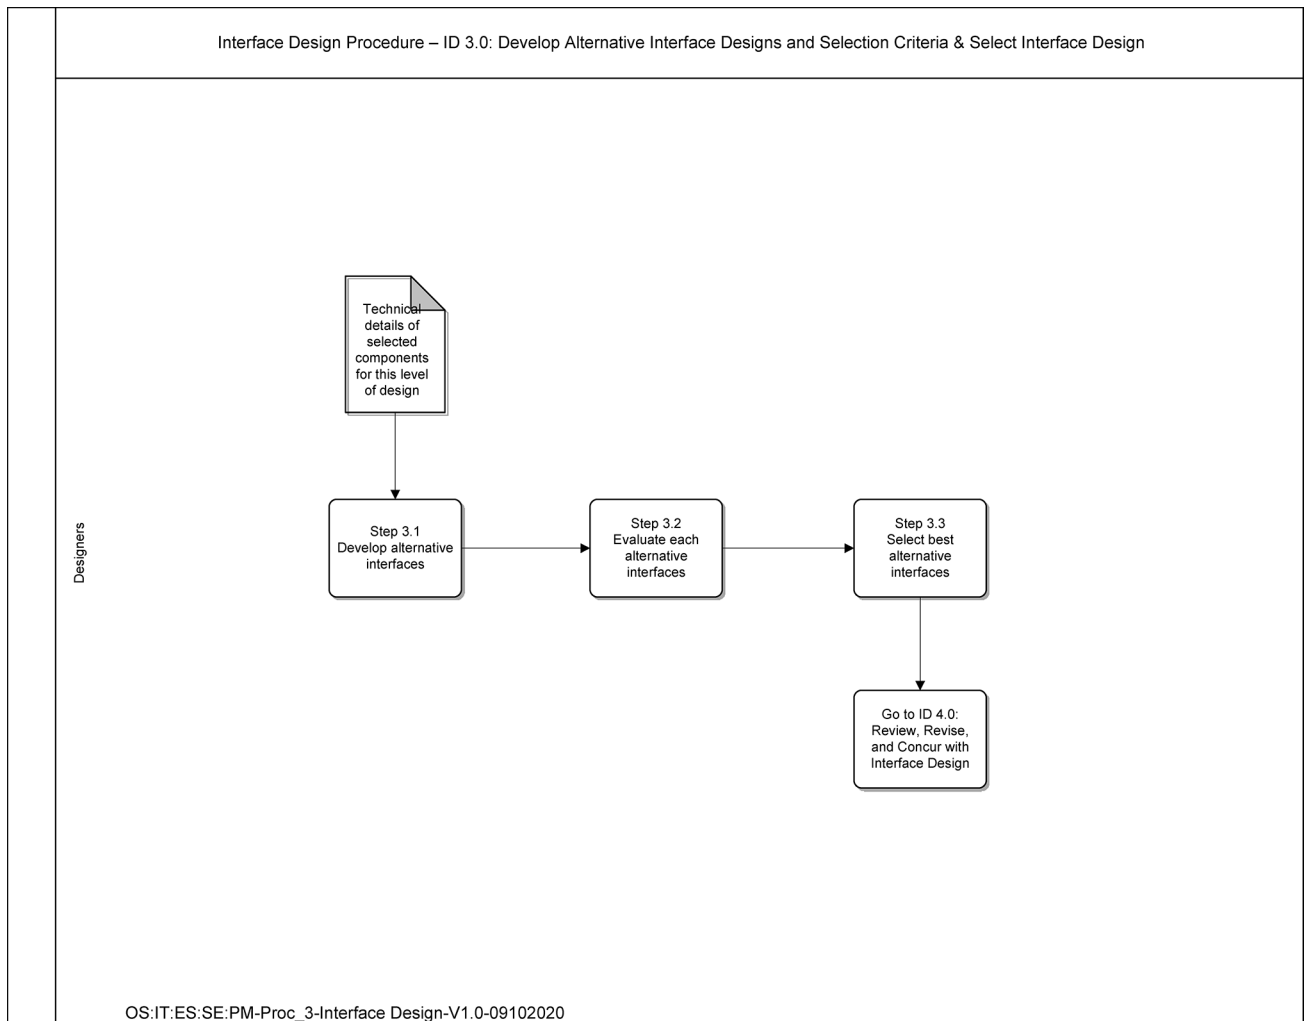 Interface Design Procedure – ID 3.0: Develop Alternative Interface Designs and Selection Criteria & Select Interface Design
Technical
details of
selected
components
for this level
of design
Designers
Step 3.1
Develop alternative
interfaces
Step 3.2
Evaluate each
alternative
interfaces
Step 3.3
Select best
alternative
interfaces
Go to ID 4.0:
Review, Revise,
and Concur with
Interface Design
OS:IT:ES:SE:PM-Proc_3-Interface Design-V1.0-09102020